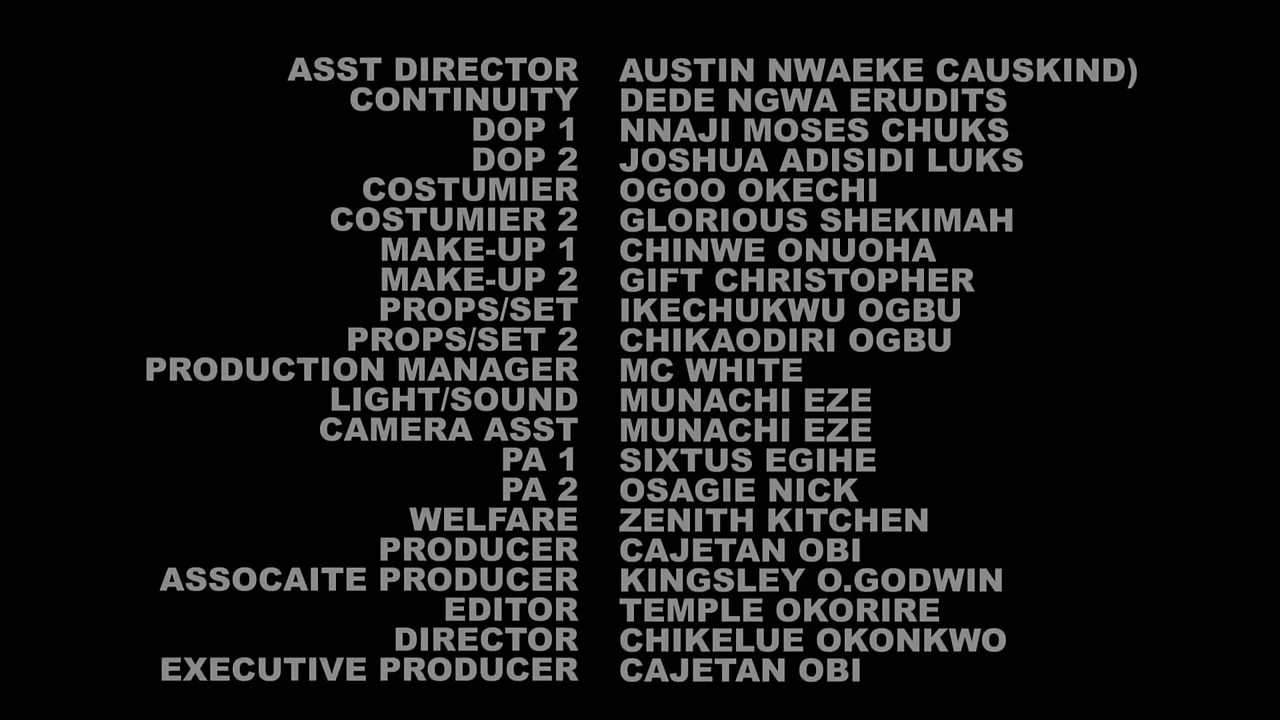 ASST DIRECTOR AUSTIN NWAEKE CAUSKIND)
CONTINUITY DEDE NGWA ERUDITS
DOP 1 NNAJI MOSES CHUKS
DOP 2 JOSHUA ADISIDI LUKS
COSTUMIER OGOO OKECHI
COSTUMIER 2 GLORIOUS SHEKIMAH
MAKE-UP 1 CHINWE ONUOHA
MAKE-UP 2 GIFT CHRISTOPHER
PROPS/SET IKECHUKWU OGBU
PROPS/SET 2 CHIKAODIRI OGBU
PRODUCTION MANAGER MC WHITE
LIGHT/SOUND MUNACHI EZE
CAMERA ASST MUNACHI EZE
PA 1 SIXTUS EGIHE
PA 2 OSAGIE NICK
WELFARE ZENITH KITCHEN
PRODUCER CAJETAN OBI
ASSOCAITE PRODUCER KINGSLEY O.GODWIN
EDITOR TEMPLE OKORIRE
DIRECTOR CHIKELUE OKONKWO
EXECUTIVE PRODUCER CAJETAN OBI